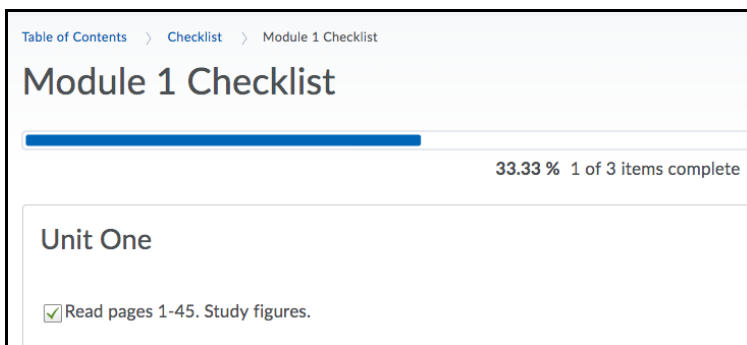 Table of Contents > Checklist > Module 1 Checklist
Module 1 Checklist
33.33 % 1 of 3 items complete
Unit One
Read pages 1-45. Study figures.